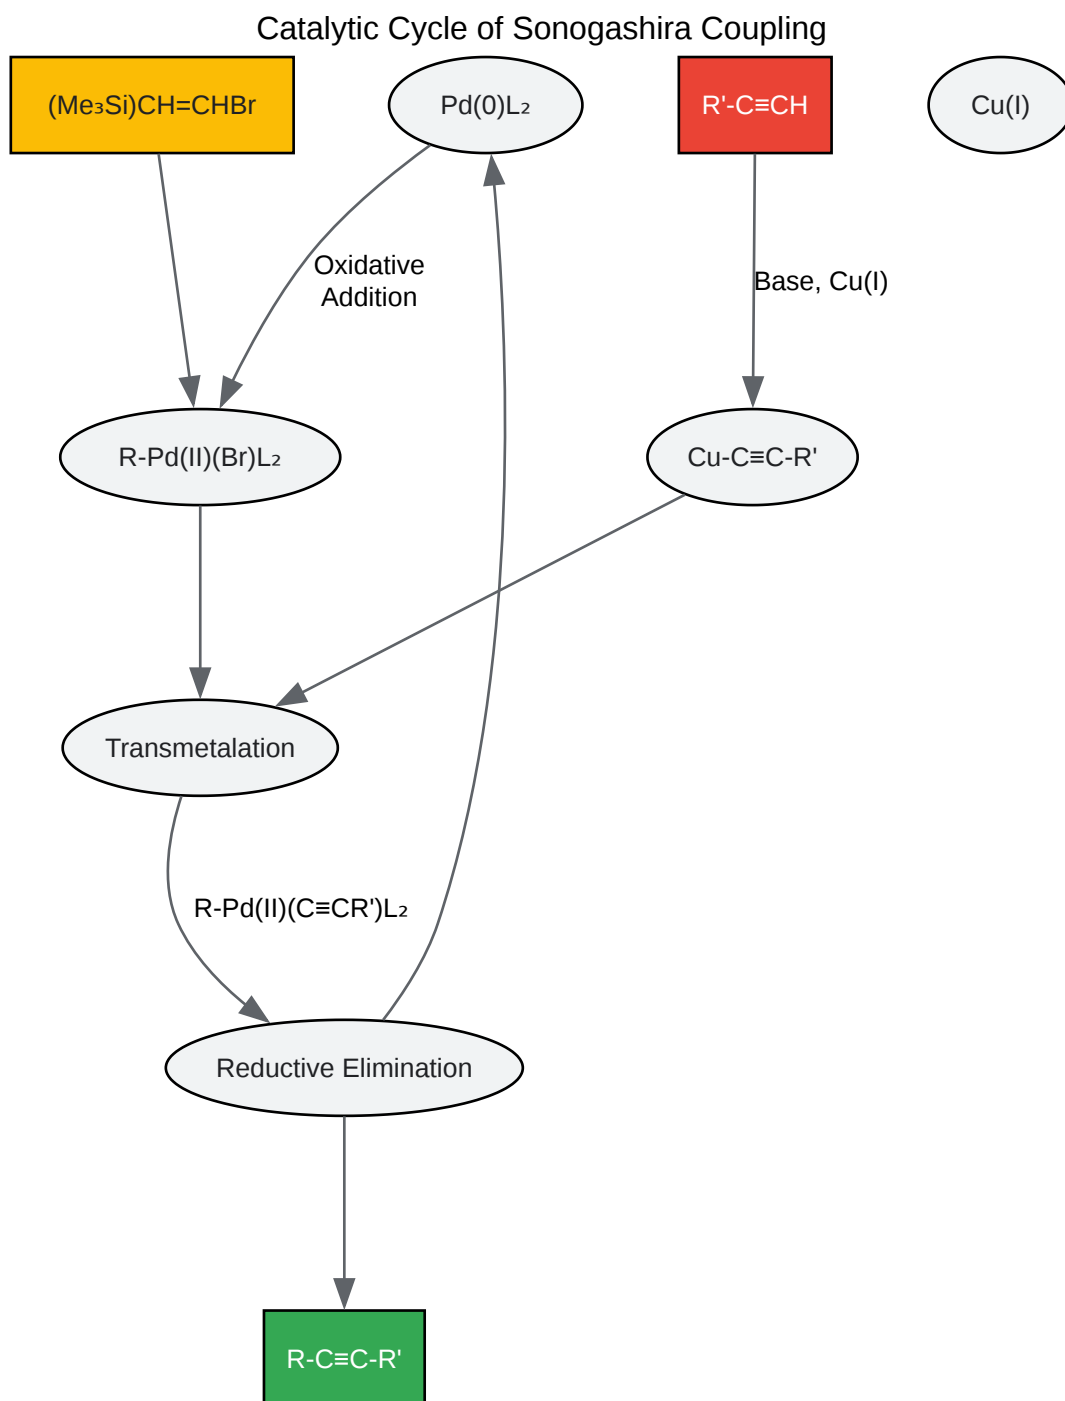 Catalytic Cycle of Sonogashira Coupling
(Me₃Si)CH=CHBr
Pd(0)L₂
R'-C≡CH
Cu(I)
Oxidative
Addition
Base, Cu(I)
R-Pd(II)(Br)L₂
Cu-C≡C-R'
Transmetalation
R-Pd(II)(C≡CR')L₂
Reductive Elimination
R-C≡C-R'